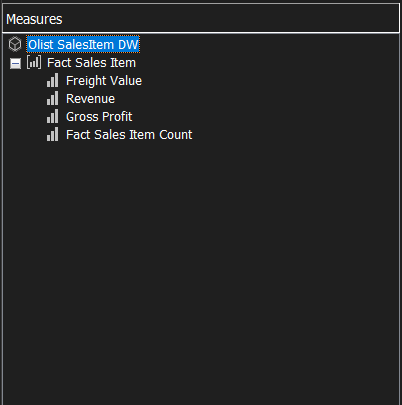 Measures
Olist SalesItem DW
Fact Sales Item
Freight Value
Revenue
Gross Profit
Fact Sales Item Count